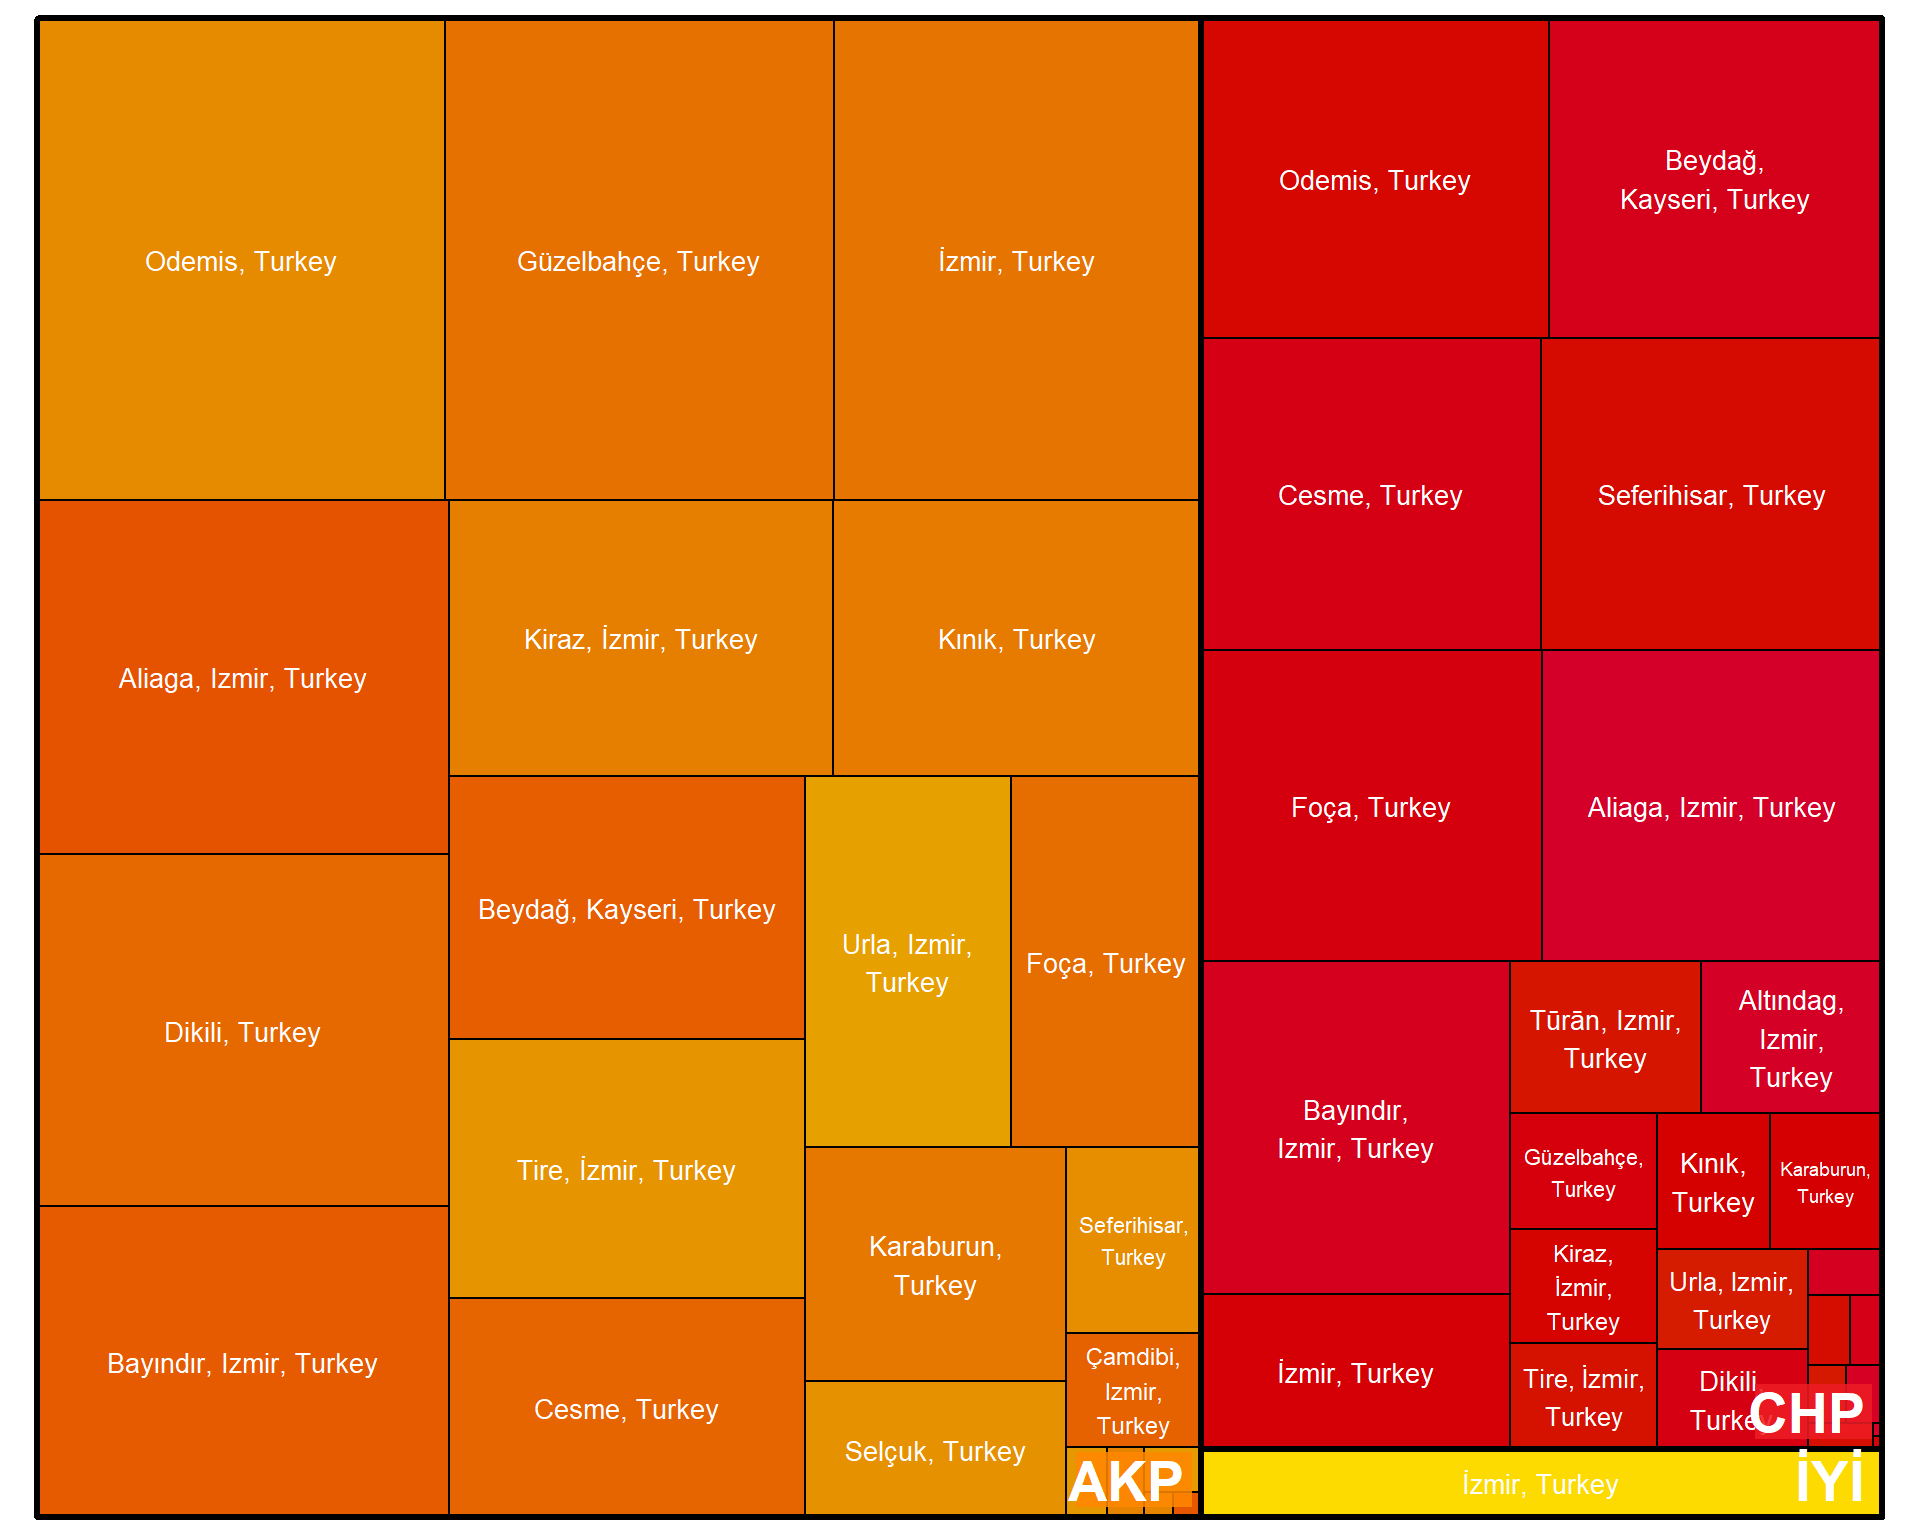 Odemis, Turkey
Güzelbahçe, Turkey
İzmir, Turkey
Aliaga, Izmir, Turkey
Kiraz, İzmir, Turkey
Kınık, Turkey
Dikili, Turkey
Beydağ, Kayseri, Turkey
Urla, Izmir,
Turkey
Foça, Turkey
Tire, İzmir, Turkey
Bayındır, Izmir, Turkey
Cesme, Turkey
Karaburun,
Turkey
Seferihisar,
Turkey
Çamdibi,
Izmir,
Turkey
Selçuk, Turkey
AKP
Odemis, Turkey
Beydağ,
Kayseri, Turkey
Cesme, Turkey
Seferihisar, Turkey
Foça, Turkey
Aliaga, Izmir, Turkey
Bayındır,
Izmir, Turkey
Tūrān, Izmir,
Turkey
Altındag,
Izmir,
Turkey
Güzelbahçe,
Turkey
Kınık,
Turkey
Karaburun,
Turkey
Kiraz,
İzmir,
Turkey
Urla, Izmir,
Turkey
İzmir, Turkey
Tire, İzmir,
Turkey
Dikili,
Turkey
CHP
İzmir, Turkey
İYİ